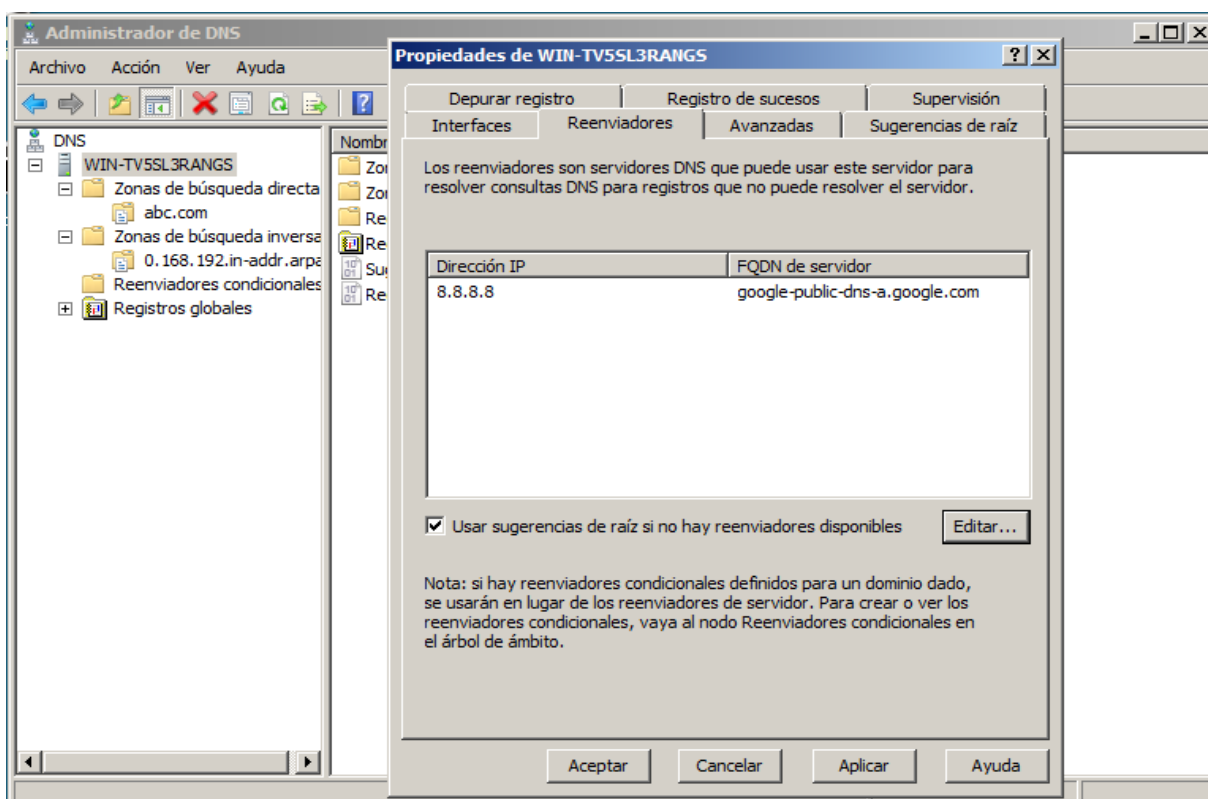 Administrador de DNS
Archivo Acción Ver Ayuda
DNS
WIN-TV5SL3RANGS
Zonas de búsqueda directa
abc.com
Zonas de búsqueda inversa
0.168.192.in-addr.arpa
Reenviadores condicionales
Registros globales
Nombr
Zo
Zo
Re
Re
Su
Re
Propiedades de WIN-TV5SL3RANGS
Depurar registro Registro de sucesos Supervisión
Interfaces Reenviadores Avanzadas Sugerencias de raíz
Los reenviadores son servidores DNS que puede usar este servidor para
resolver consultas DNS para registros que no puede resolver el servidor.
Dirección IP FQDN de servidor
8.8.8.8 google-public-dns-a.google.com
Usar sugerencias de raíz si no hay reenviadores disponibles Editar...
Nota: si hay reenviadores condicionales definidos para un dominio dado,
se usarán en lugar de los reenviadores de servidor. Para crear o ver los
reenviadores condicionales, vaya al nodo Reenviadores condicionales en
el árbol de ámbito.
Aceptar Cancelar Aplicar Ayuda